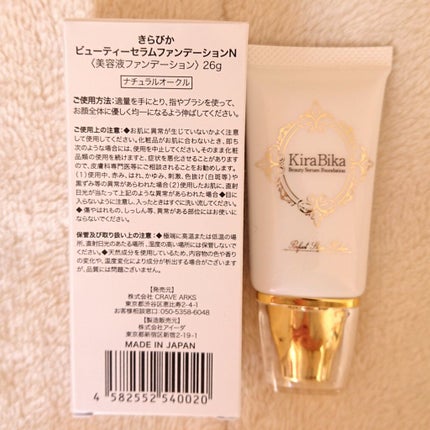 きらぴか
ビューティーセラムファンデーションN
〈美容液ファンデーション〉26g
ナチュラルオークル
ご使用方法:適量を手にとり、指やブラシを使って、
お顔全体に優しく均一になるよう伸ばしてください。
ご使用上の注意:◆お肌に異常が生じていないかよく注意
して使用してください。化粧品がお肌に合わないとき、即ち
次のような場合には、使用を中止してください。そのまま化粧
品類の使用を続けますと、症状を悪化させることがあります
ので、皮膚科専門医等にご相談されることをお勧めします。
(1)使用中、赤み、はれ、かゆみ、刺激、色抜け(白斑等)や
黒ずみ等の異常があらわれた場合(2)使用したお肌に、直射
日光が当たって上記のような異常があらわれた場合◆目に
入らないように注意し、入ったときはすぐに洗い流してください。
◆傷やはれもの、しっしん等、異常がある部位にはお使いに
ならないでください。
保管及び取り扱い上の注意:◆極端に高温または低温の場
所、直射日光のあたる場所、湿度の高い場所には保管しないで
ください。◆天然成分を使用しているため、内容物の色や香り
の変化や、温度変化により成分が析出する場合がございます
が、品質には問題ございません。
【発売元】
株式会社 CRAVE ARKS
東京都渋谷区恵比寿2-4-1
お客様相談窓口:050-5358-6048
【製造販売元】
株式会社アイーダ
東京都新宿区新宿2-19-1
MADE IN JAPAN
4 582552 540020
KiraBika
Beauty Serum Foundation